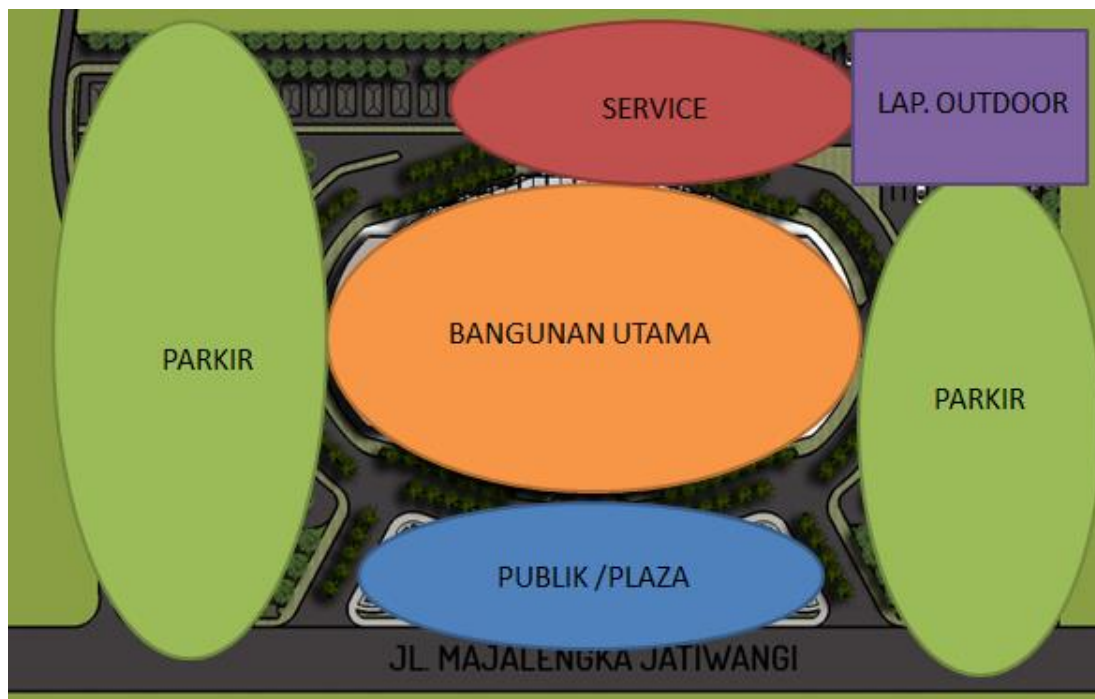 SERVICE
LAP. OUTDOOR
BANGUNAN UTAMA
PARKIR
PARKIR
PUBLIK /PLAZA
JL. MAJALENGKA JATIWANGI